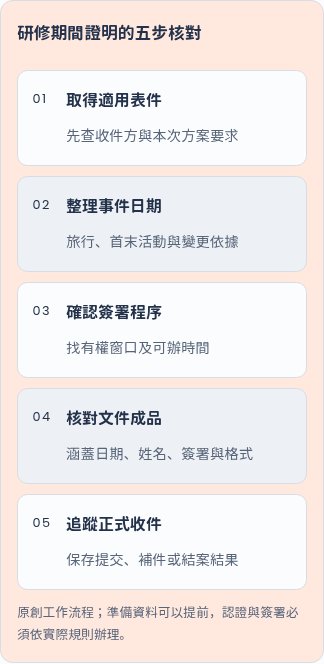 研修期間證明的五步核對
01 取得適用表件
先查收件方與本次方案要求
02 整理事件日期
旅行、首末活動與變更依據
03 確認簽署程序
找有權窗口及可辦時間
04 核對文件成品
涵蓋日期、姓名、簽署與格式
05 追蹤正式收件
保存提交、補件或結案結果
原創工作流程；準備資料可以提前，認證與簽署必
須依實際規則辦理。